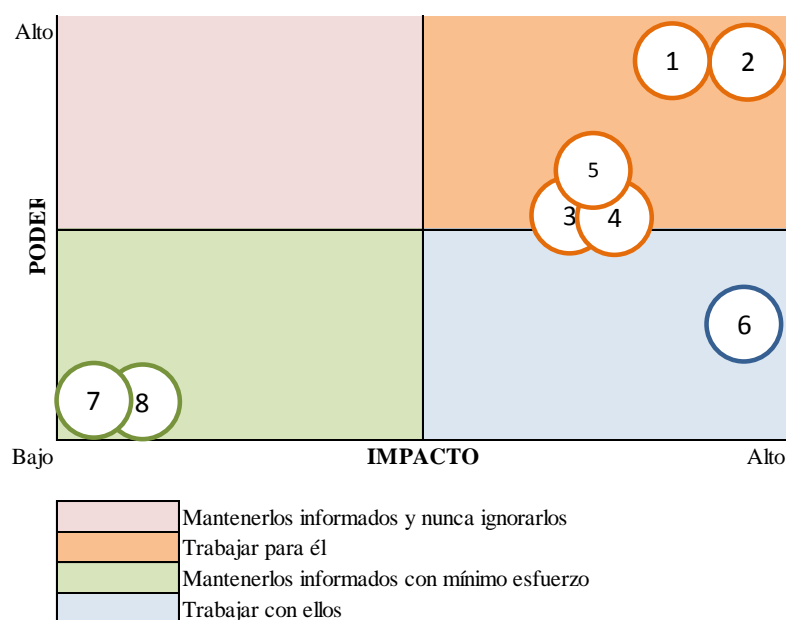 Alto
1 2
5
3 4
PODER
6
7 8
Bajo IMPACTO Alto
Mantenerlos informados y nunca ignorarlos
Trabajar para él
Mantenerlos informados con mínimo esfuerzo
Trabajar con ellos